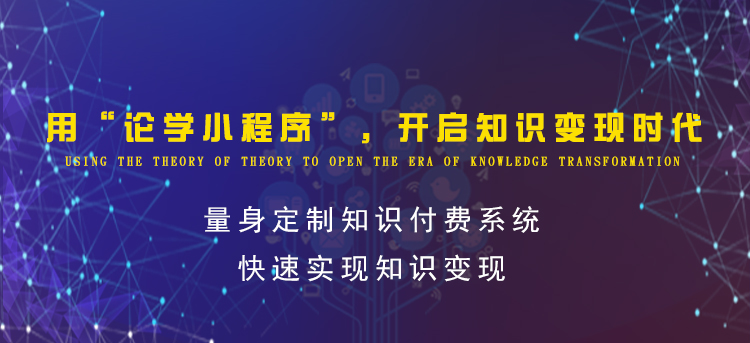 用“论学小程序”，开启知识变现时代
USING THE THEORY OF THEORY TO OPEN THE ERA OF KNOWLEDGE TRANSFORMATION
量身定制知识付费系统
快速实现知识变现